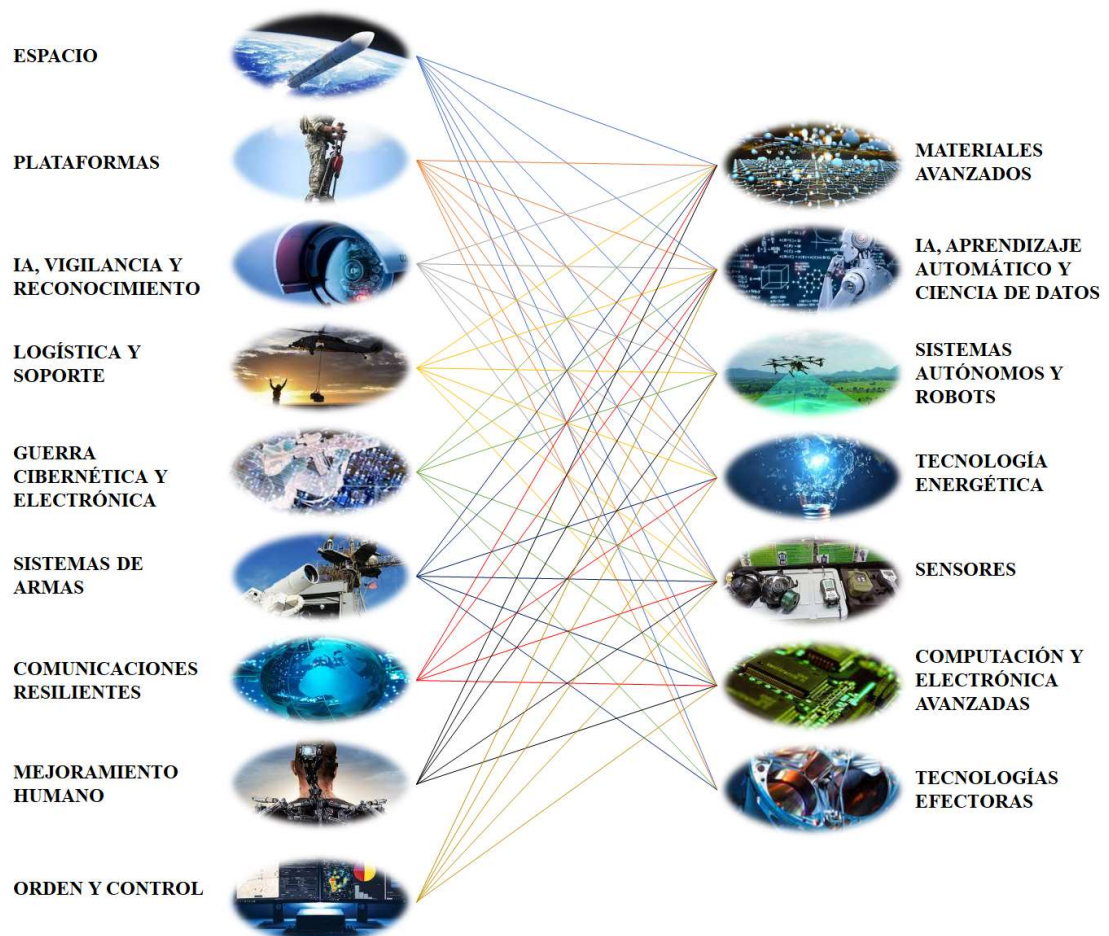 ESPACIO
PLATAFORMAS
IA, VIGILANCIA Y
RECONOCIMIENTO
LOGÍSTICA Y
SOPORTE
GUERRA
CIBERNÉTICA Y
ELECTRÓNICA
SISTEMAS DE
ARMAS
COMUNICACIONES
RESILIENTES
MEJORAMIENTO
HUMANO
ORDEN Y CONTROL
MATERIALES
AVANZADOS
IA, APRENDIZAJE
AUTOMÁTICO Y
CIENCIA DE DATOS
SISTEMAS
AUTÓNOMOS Y
ROBOTS
TECNOLOGÍA
ENERGÉTICA
SENSORES
COMPUTACIÓN Y
ELECTRÓNICA
AVANZADAS
TECNOLOGÍAS
EFECTORAS